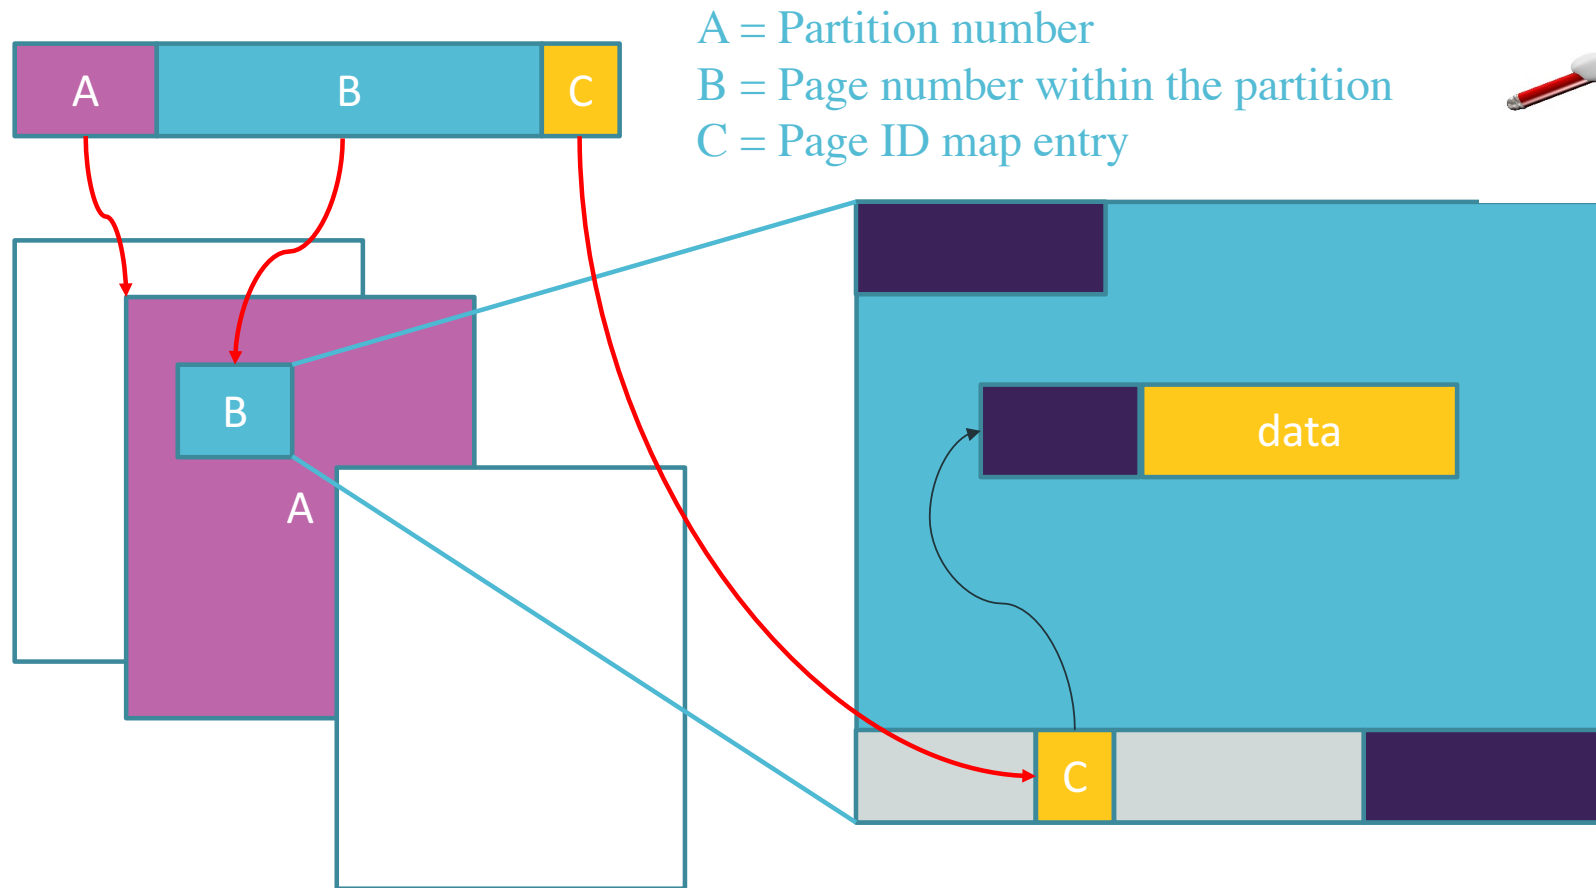 A B C
A = Partition number
B = Page number within the partition
C = Page ID map entry
B
A
data
C